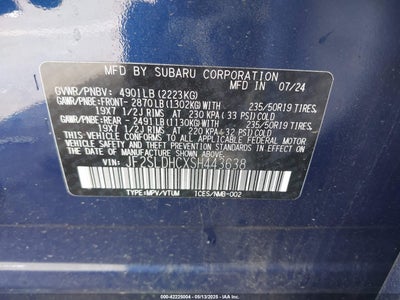 MFD BY SUBARU CORPORATION 07/24
GVWR/PNBV: 4901LB (2223KG)
GAWR/PNBE: FRONT- 2870LB (1302KG) WITH 235/50R19 TIRES,
19X7 1/2J RIMS AT 230 KPA (33 PSI) COLD
GAWR/PNBE: REAR- 2491LB (1130KG) WITH 235/50R19 TIRES,
19X7 1/2J RIMS AT 220 KPA (32 PSI) COLD
THIS VEHICLE CONFORMS TO ALL APPLICABLE FEDERAL MOTOR
VEHICLE SAFETY, BUMPER, AND THEFT PREVENTION STANDARDS
IN EFFECT ON THE DATE OF MANUFACTURE SHOWN ABOVE.
VIN: JF2SLDHCXSH443638
TYPE:MPV/VTUM ICES/NMB-002
000-42225004 - 05/13/2025 - www.iaai.com